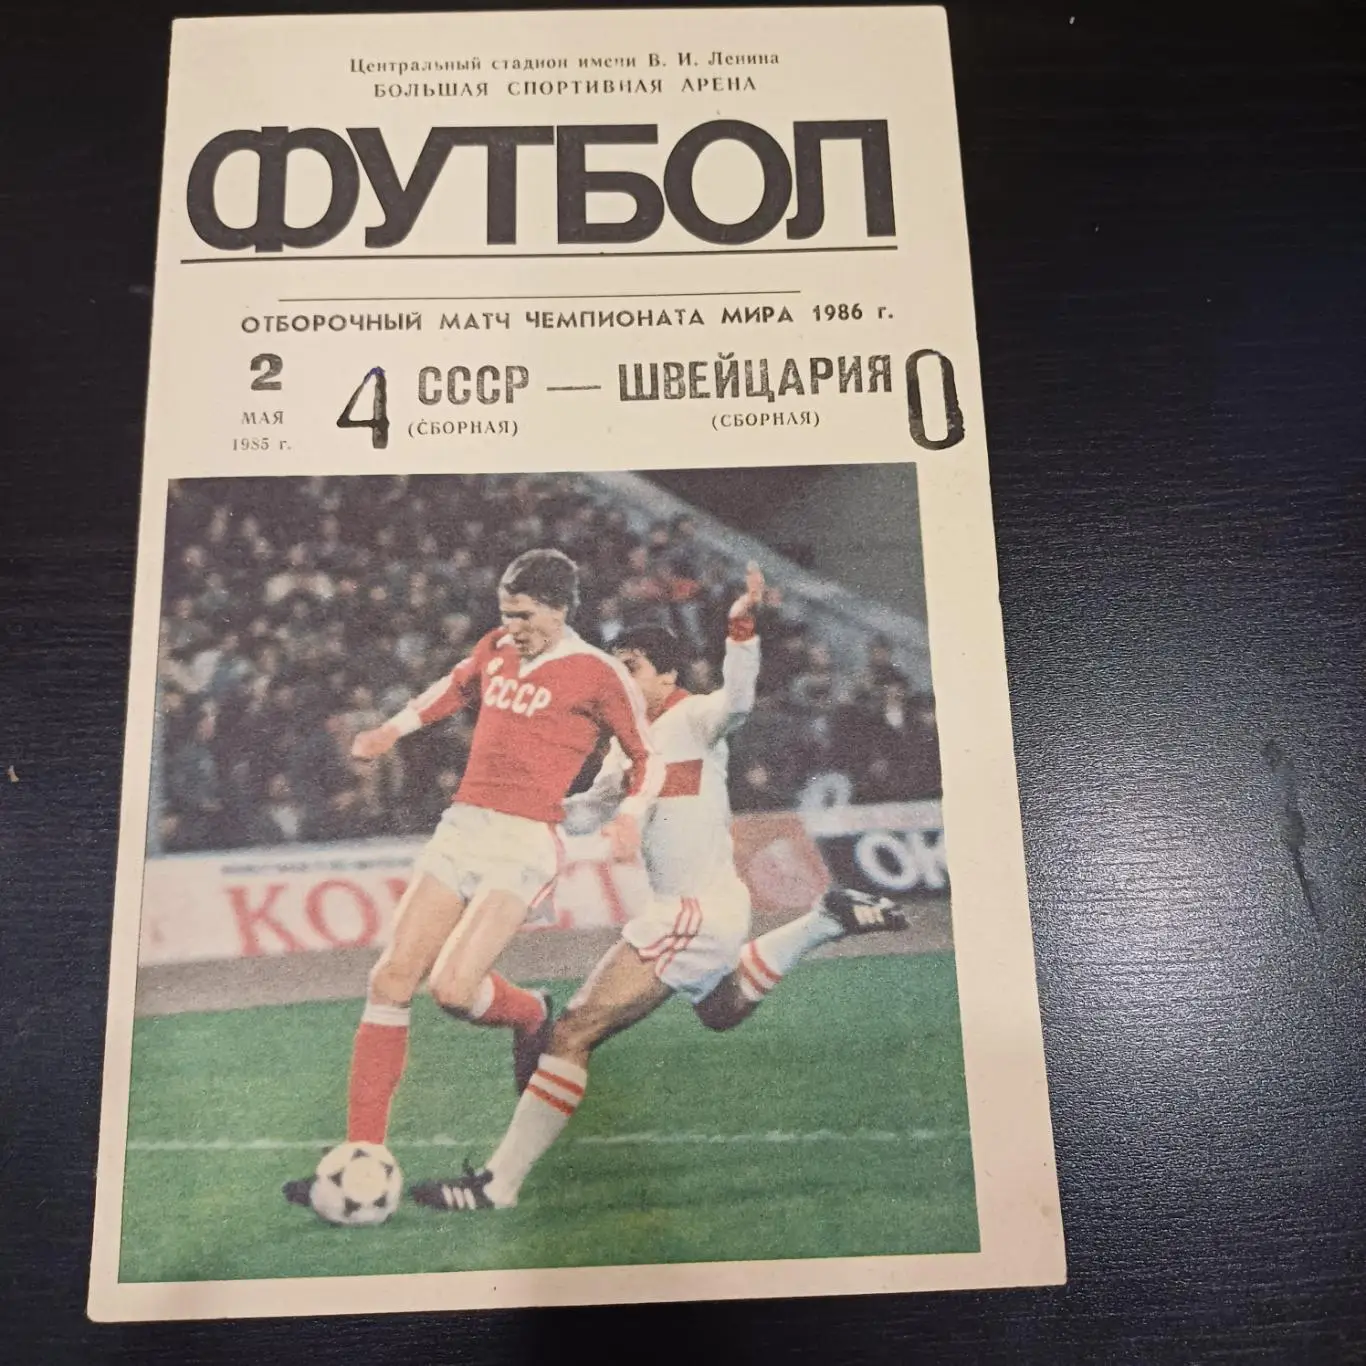 Центральный стадион имени В. И. Ленина
БОЛЬШАЯ СПОРТИВНАЯ АРЕНА
ФУТБОЛ
ОТБОРОЧНЫЙ МАТЧ ЧЕМПИОНАТА МИРА 1986 г.
2 МАЯ 1985 г.
4 СССР — ШВЕЙЦАРИЯ 0
(СБОРНАЯ) (СБОРНАЯ)
СССР